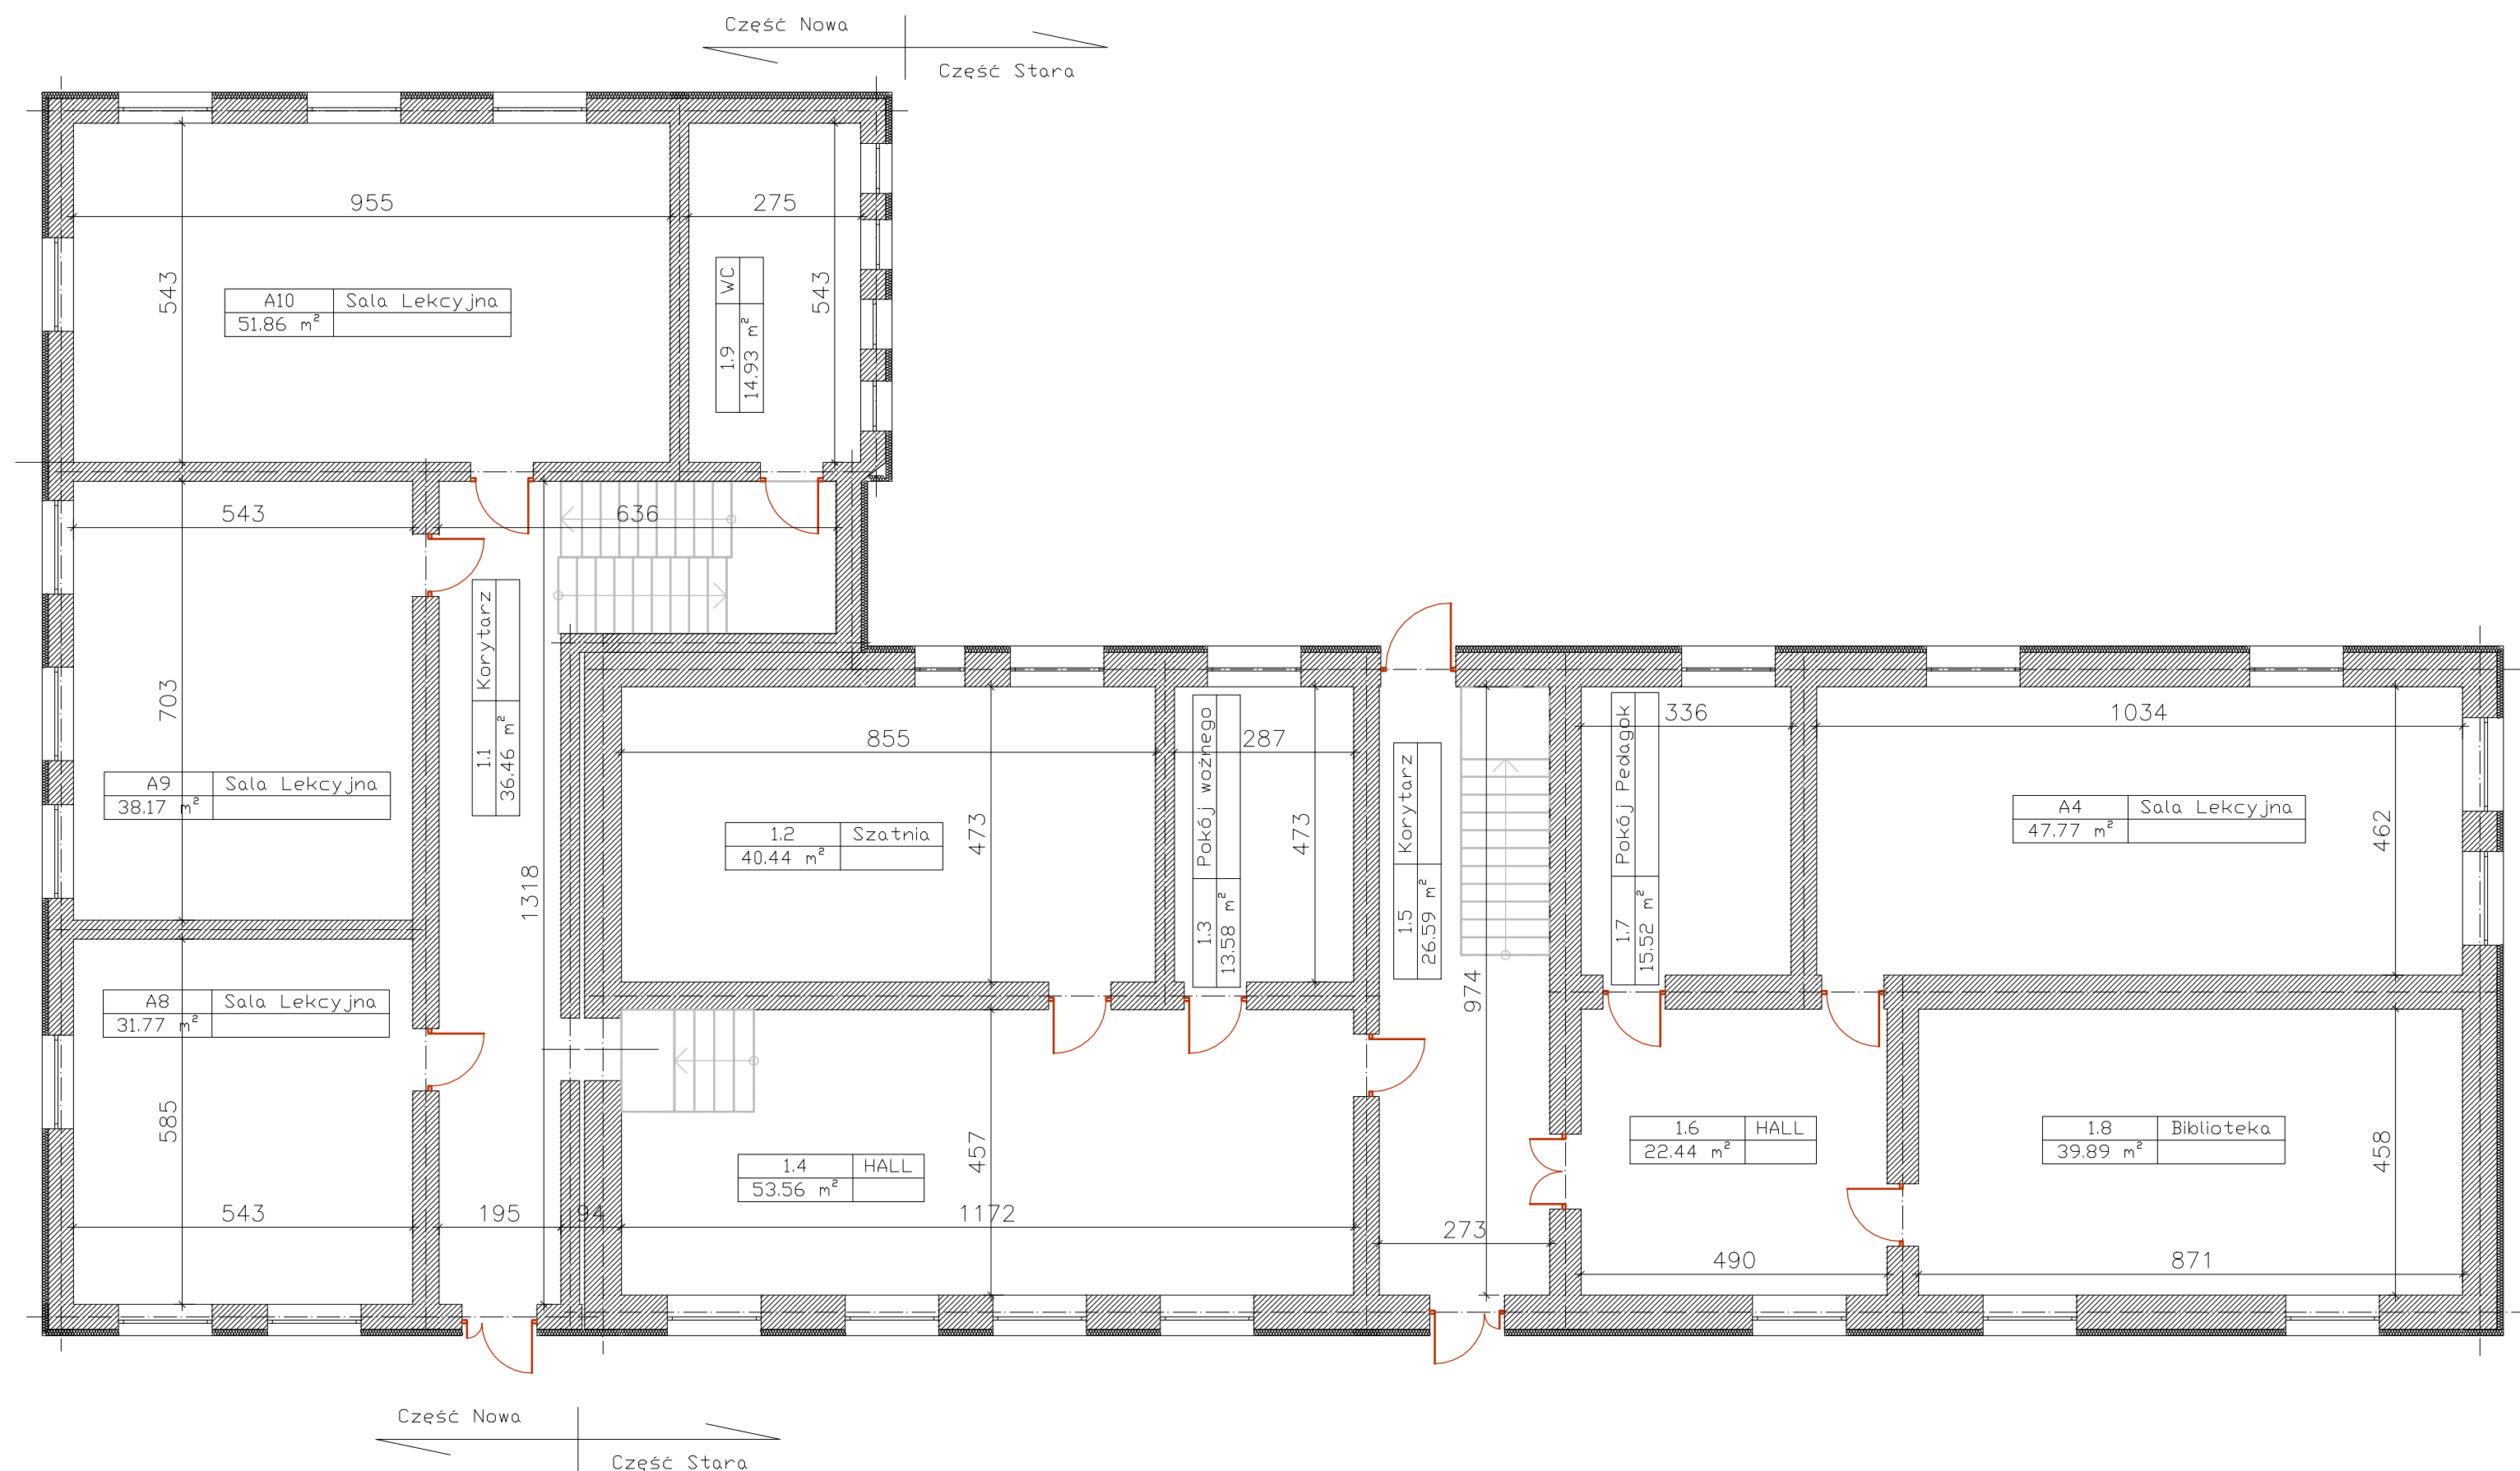 Część Nowa
Część Stara
955
275
543
543
A10 Sala Lekcyjna
51.86 m²
1.9 WC
14.93 m²
543
636
703
1.1 Korytarz
36.46 m²
A9 Sala Lekcyjna
38.17 m²
1318
855
287
473
473
1.2 Szatnia
40.44 m²
1.3 Pokój woźnego
13.58 m²
1.5 Korytarz
26.59 m²
974
336
1034
1.7 Pokój Pedagok
15.52 m²
A4 Sala Lekcyjna
47.77 m²
462
A8 Sala Lekcyjna
31.77 m²
585
543
195
94
1172
457
1.4 HALL
53.56 m²
273
1.6 HALL
22.44 m²
490
1.8 Biblioteka
39.89 m²
458
871
Część Nowa
Część Stara